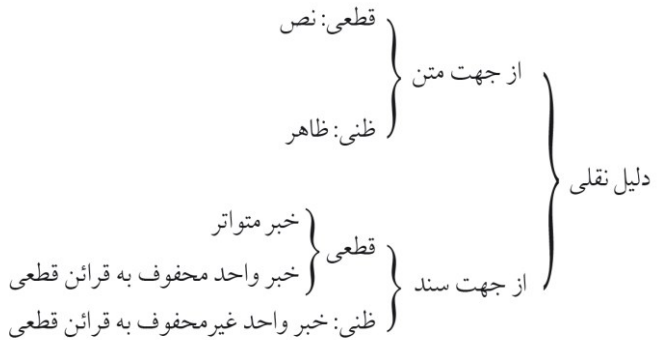 قطعی: نص
از جهت متن
ظنی: ظاهر
دلیل نقلی
خبر متواتر
قطعی
خبر واحد محفوف به قرائن قطعی
از جهت سند
ظنی: خبر واحد غیرمحفوف به قرائن قطعی